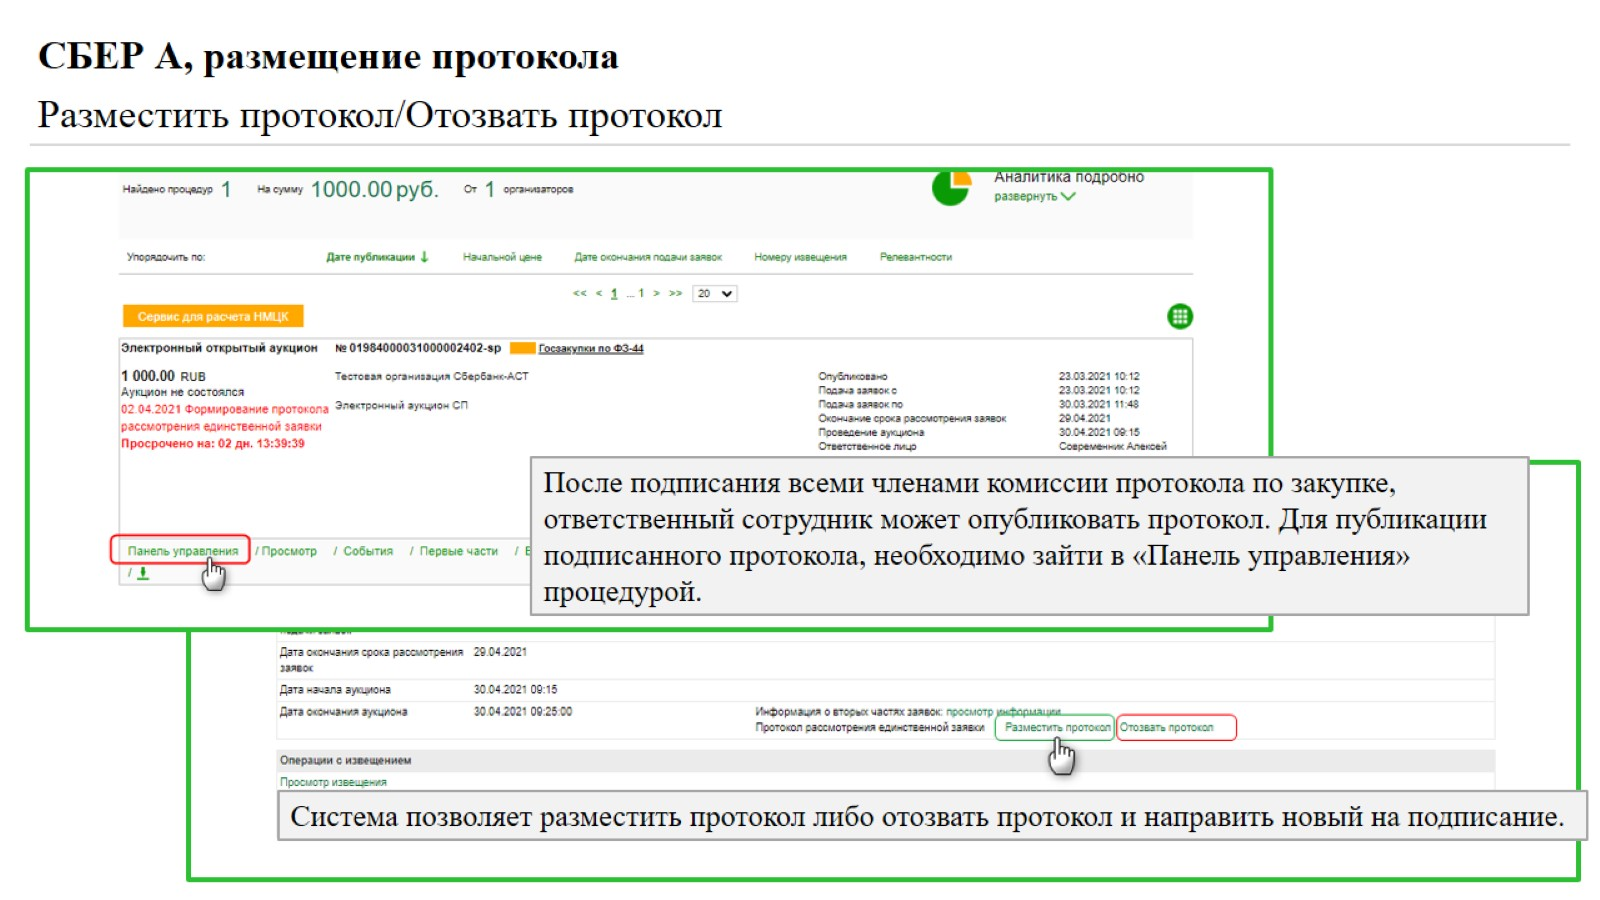 СБЕР А, размещение протокола
Разместить протокол/Отозвать протокол
Найдено процедур 1 На сумму 1000.00 руб. От 1 организаторов
Аналитика подробно
развернуть
Упорядочить по: Дате публикации ↓ Начальной цене Дате окончания подачи заявок Номеру извещения Релевантности
<< < 1 ... 1 > >> 20
Сервис для расчета НМЦК
Электронный открытый аукцион № 01984000031000002402-sp Госзакупки по ФЗ-44
1 000.00 RUB Тестовая организация Сбербанк-АСТ Опубликовано 23.03.2021 10:12
Аукцион не состоялся Подача заявок с 23.03.2021 10:12
02.04.2021 Формирование протокола Электронный аукцион СП Подача заявок по 30.03.2021 11:48
рассмотрения единственной заявки Окончание срока рассмотрения заявок 29.04.2021
Просрочено на: 02 дн. 13:39:39 Проведение аукциона 30.04.2021 09:15
Ответственное лицо Современник Алексей
После подписания всеми членами комиссии протокола по закупке,
ответственный сотрудник может опубликовать протокол. Для публикации
подписанного протокола, необходимо зайти в «Панель управления»
процедурой.
Панель управления / Просмотр / События / Первые части /
/
Дата окончания срока рассмотрения 29.04.2021
заявок
Дата начала аукциона 30.04.2021 09:15
Дата окончания аукциона 30.04.2021 09:25:00 Информация о вторых частях заявок: просмотр информации
Протокол рассмотрения единственной заявки Разместить протокол Отозвать протокол
Операции с извещением
Просмотр извещения
Система позволяет разместить протокол либо отозвать протокол и направить новый на подписание.